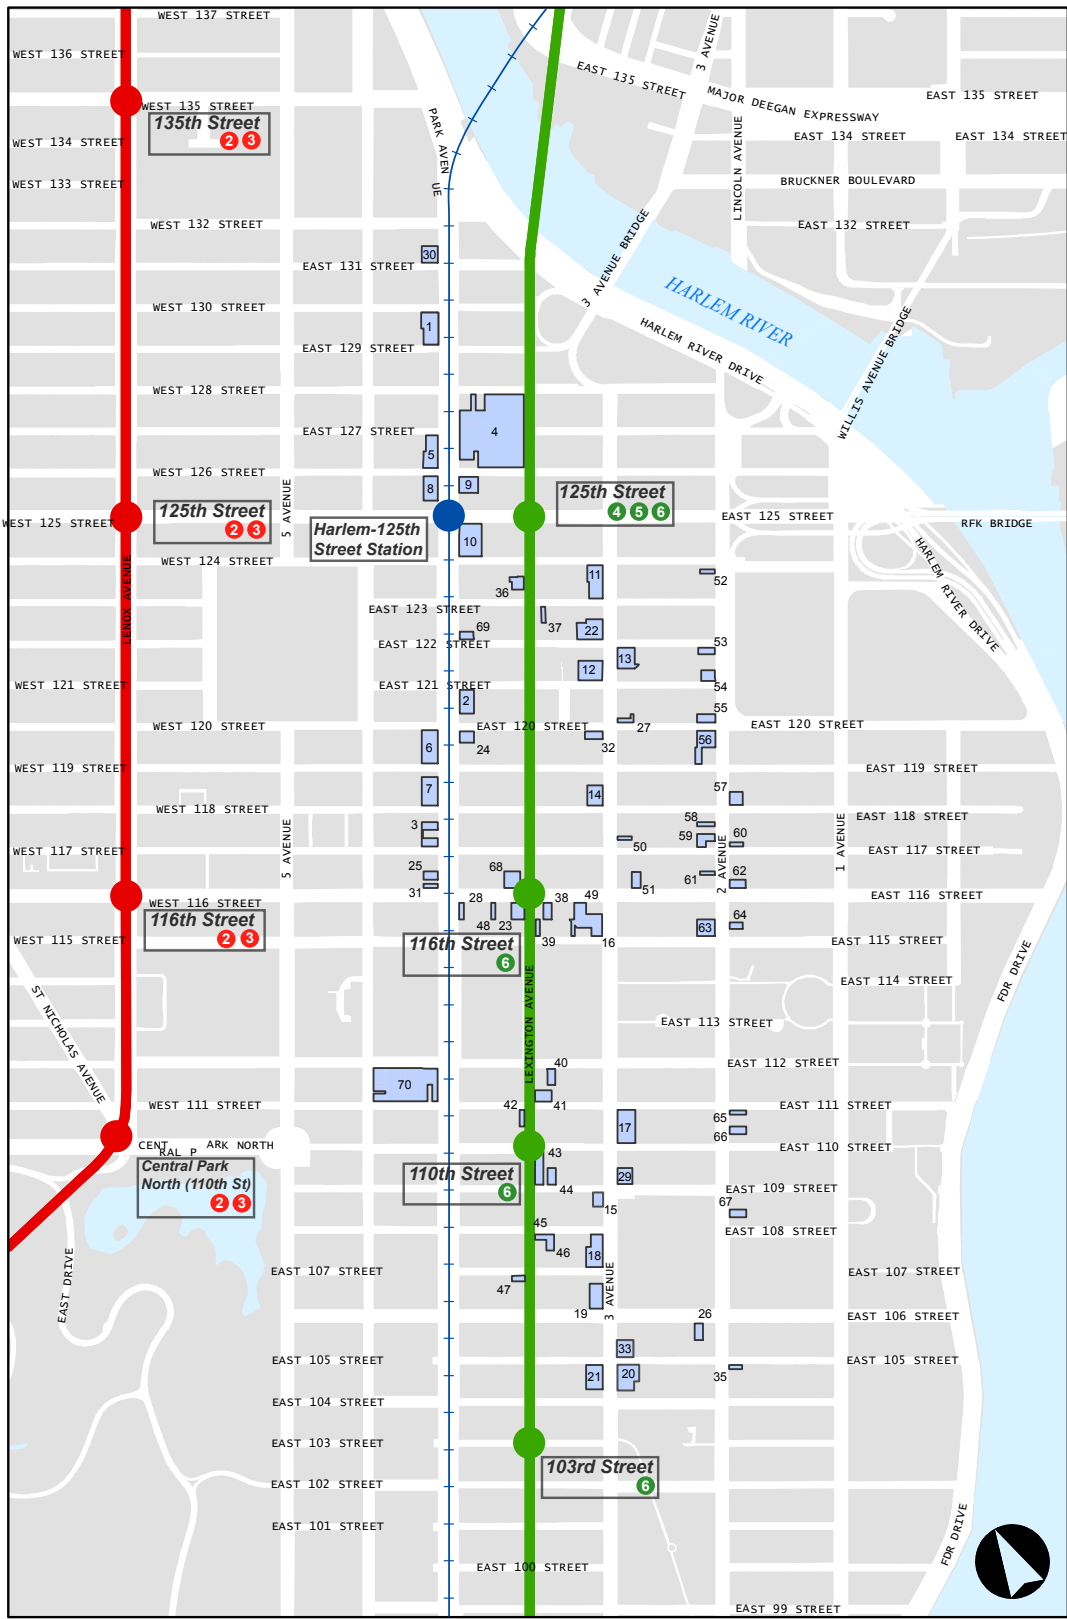 WEST 137 STREET
3 AVENUE
WEST 136 STREET
EAST 135 STREET
MAJOR DEEGAN EXPRESSWAY
EAST 135 STREET
WEST 135 STREET
135th Street
2 3
PARK AVENUE
LINCOLN AVENUE
EAST 134 STREET
EAST 134 STREET
WEST 134 STREET
WEST 133 STREET
BRUCKNER BOULEVARD
WEST 132 STREET
EAST 132 STREET
30
3 AVENUE BRIDGE
EAST 131 STREET
HARLEM RIVER
WEST 130 STREET
1
HARLEM RIVER DRIVE
WILLIS AVENUE BRIDGE
EAST 129 STREET
WEST 128 STREET
EAST 127 STREET
4
5
WEST 126 STREET
8
9
5 AVENUE
125th Street
4 5 6
125th Street
2 3
WEST 125 STREET
Harlem-125th
Street Station
EAST 125 STREET
RFK BRIDGE
10
WEST 124 STREET
HARLEM RIVER DRIVE
LENOX AVENUE
36
11
52
EAST 123 STREET
37
69
22
EAST 122 STREET
53
13
12
WEST 121 STREET
EAST 121 STREET
54
2
55
WEST 120 STREET
EAST 120 STREET
27
EAST 120 STREET
6
24
32
56
WEST 119 STREET
EAST 119 STREET
7
14
57
WEST 118 STREET
EAST 118 STREET
3
58
59
60
5 AVENUE
2 AVENUE
1 AVENUE
WEST 117 STREET
50
EAST 117 STREET
25
68
61
62
31
51
WEST 116 STREET
EAST 116 STREET
28
38
49
116th Street
2 3
48
23
39
16
63
64
WEST 115 STREET
116th Street
6
EAST 115 STREET
FDR DRIVE
LEXINGTON AVENUE
EAST 114 STREET
ST NICHOLAS AVENUE
EAST 113 STREET
40
EAST 112 STREET
70
WEST 111 STREET
42
41
EAST 111 STREET
65
17
66
CENTRAL PARK NORTH
43
EAST 110 STREET
Central Park
North (110th St)
2 3
110th Street
6
44
29
15
EAST 109 STREET
67
45
46
18
EAST 108 STREET
EAST DRIVE
EAST 107 STREET
47
3 AVENUE
EAST 107 STREET
19
26
EAST 106 STREET
33
EAST 105 STREET
EAST 105 STREET
21
20
35
EAST 104 STREET
EAST 103 STREET
103rd Street
6
EAST 102 STREET
EAST 101 STREET
FDR DRIVE
EAST 100 STREET
EAST 99 STREET